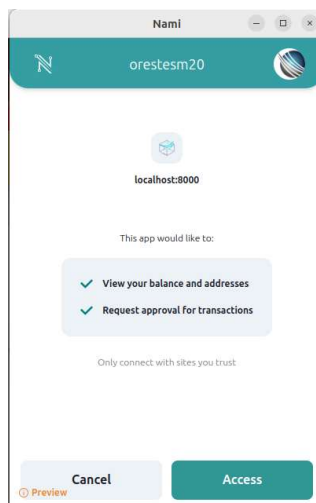 Nami
orestesm20
localhost:8000
This app would like to:
View your balance and addresses
Request approval for transactions
Only connect with sites you trust
Cancel
Access
Preview